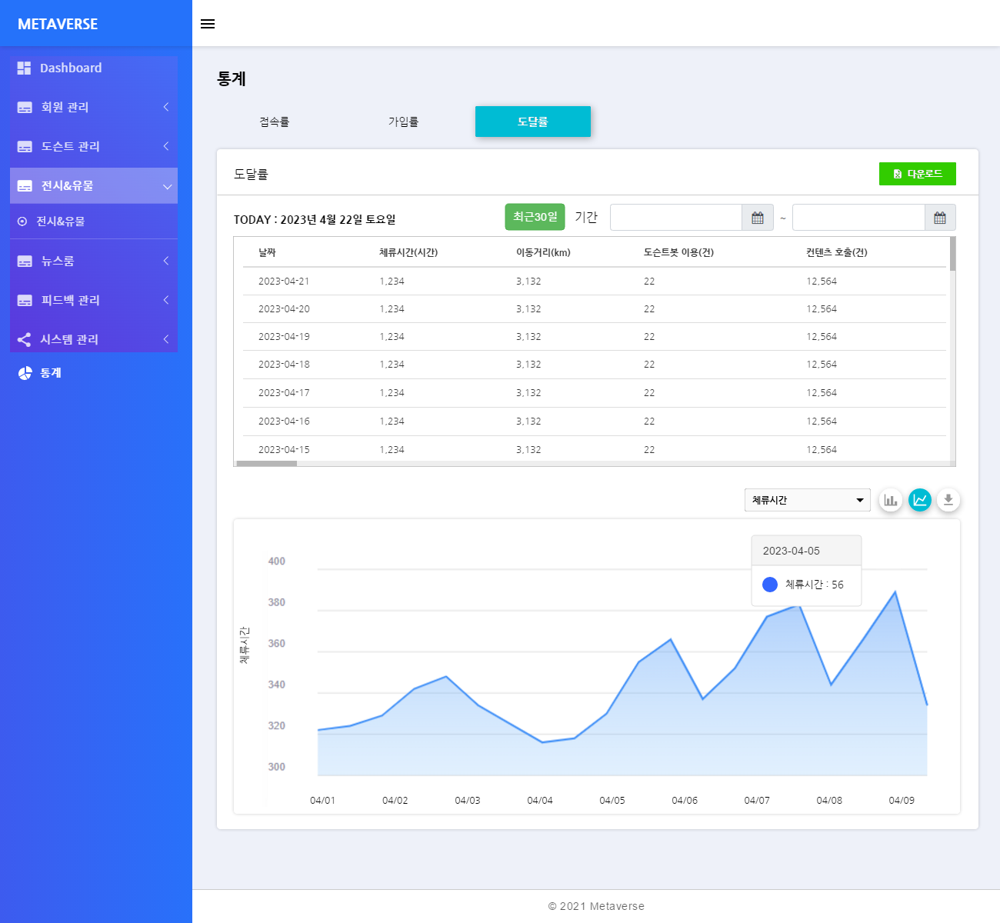 METAVERSE
Dashboard
회원 관리
도슨트 관리
전시&유물
전시&유물
뉴스룸
피드백 관리
시스템 관리
통계
통계
접속률 가입률 도달률
도달률 다운로드
TODAY : 2023년 4월 22일 토요일 최근30일 기간 ~
날짜 체류시간(시간) 이동거리(km) 도슨트봇 이용(건) 컨텐츠 호출(건)
2023-04-21 1,234 3,132 22 12,564
2023-04-20 1,234 3,132 22 12,564
2023-04-19 1,234 3,132 22 12,564
2023-04-18 1,234 3,132 22 12,564
2023-04-17 1,234 3,132 22 12,564
2023-04-16 1,234 3,132 22 12,564
2023-04-15 1,234 3,132 22 12,564
체류시간
2023-04-05
체류시간 : 56
체류시간
400
380
360
340
320
300
04/01 04/02 04/03 04/04 04/05 04/06 04/07 04/08 04/09
© 2021 Metaverse